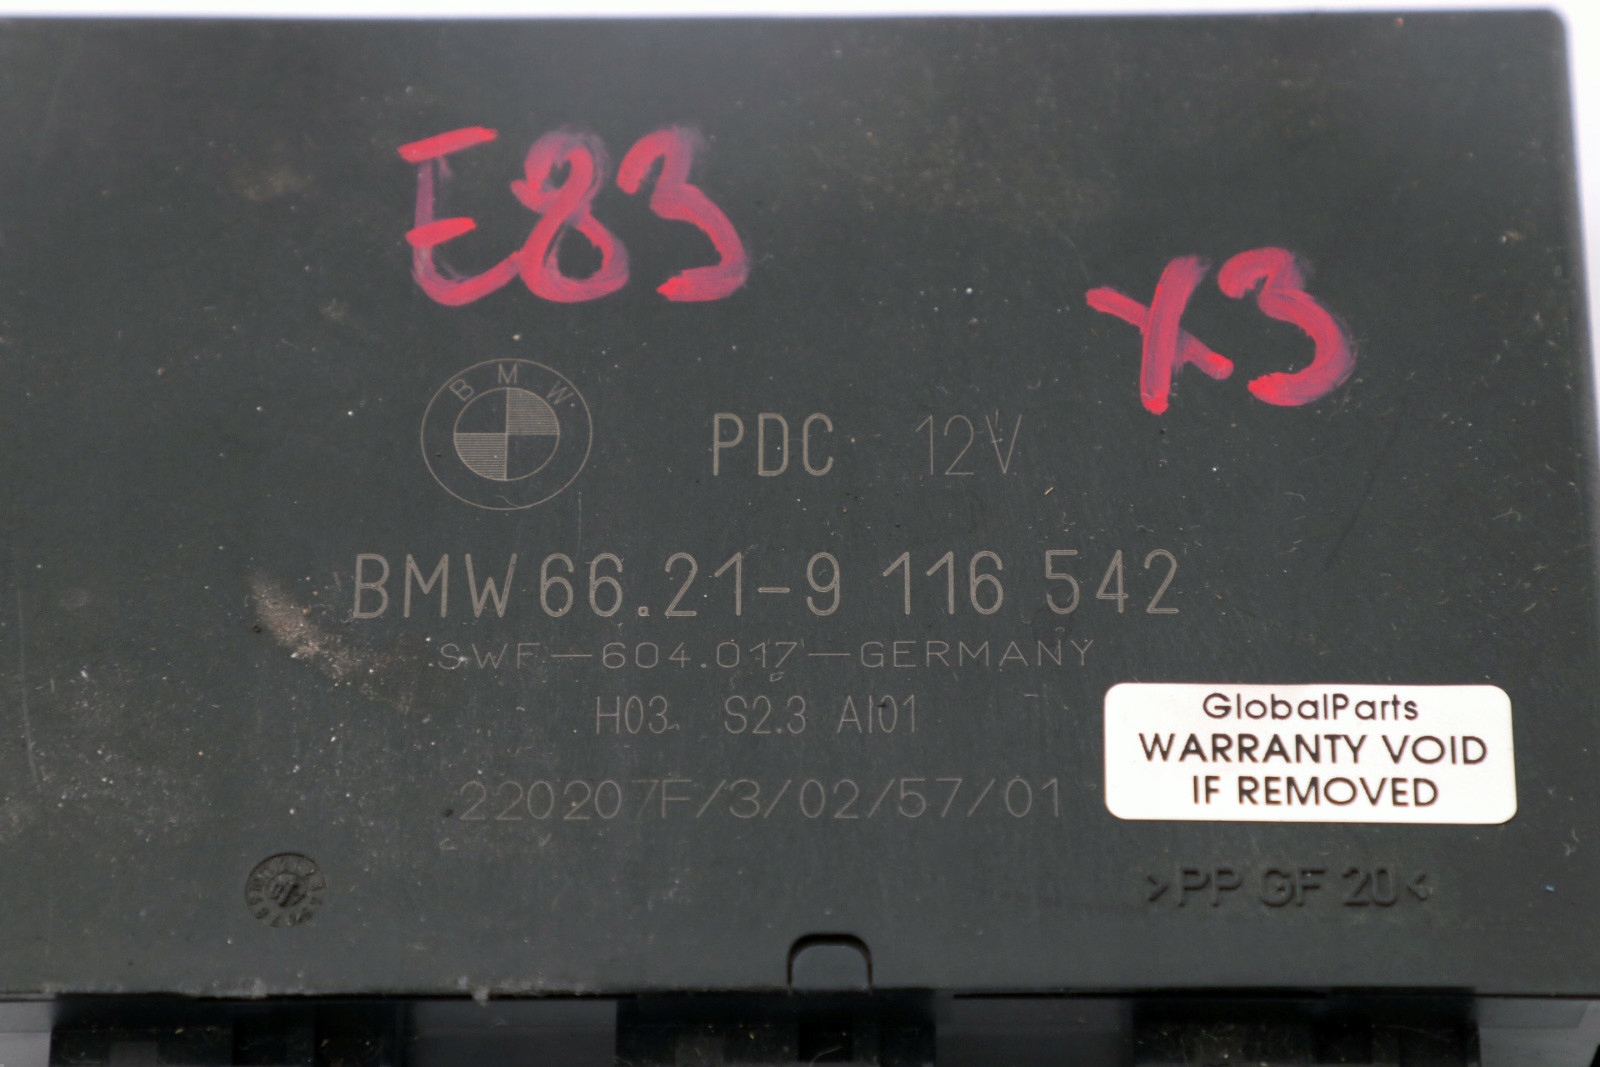 E83
X3
BMW
PDC 12V
BMW 66.21-9 116 542
SWF-604.017-GERMANY
H03 S2.3 AI01
220207F/3/02/57/01
GlobalParts
WARRANTY VOID
IF REMOVED
>PP GF 20<